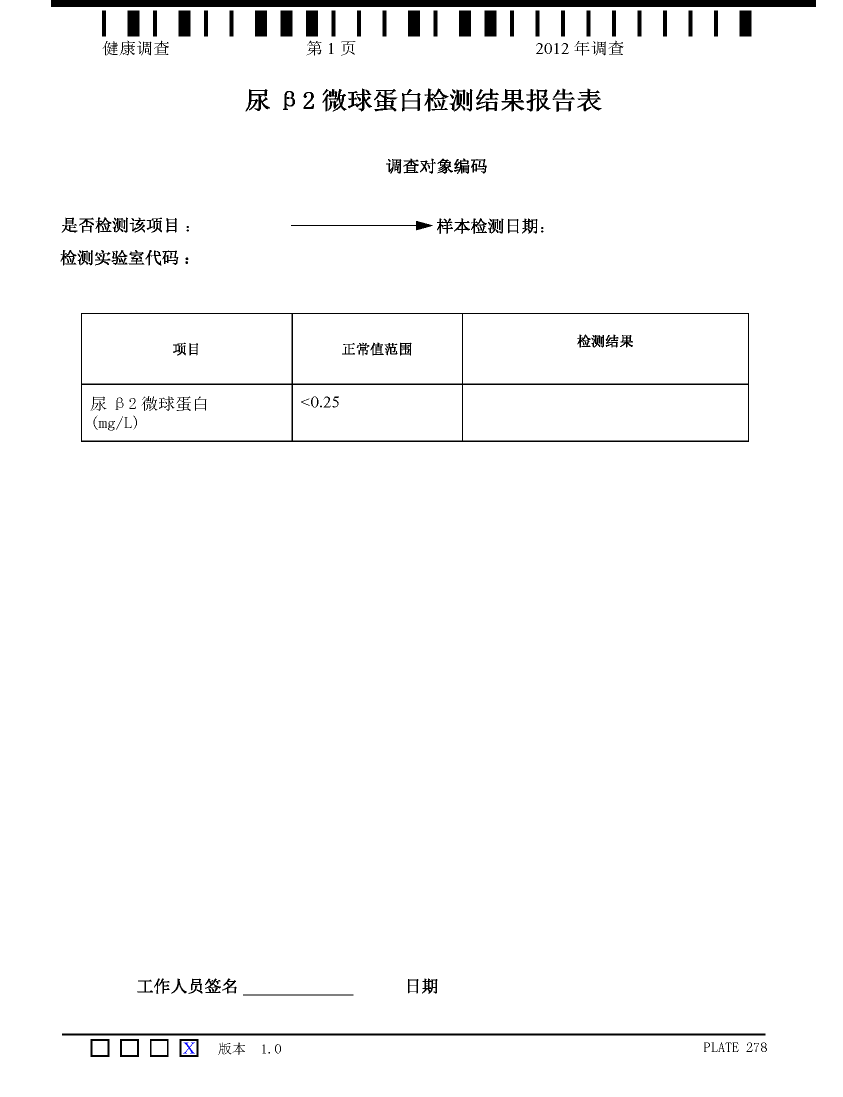 健康调查 第 1 页 2012 年调查
尿 β2 微球蛋白检测结果报告表
调查对象编码
是否检测该项目： 样本检测日期：
检测实验室代码：
项目 正常值范围 检测结果
尿 β2 微球蛋白 <0.25
(mg/L)
工作人员签名 ____________ 日期
X 版本 1.0 PLATE 278